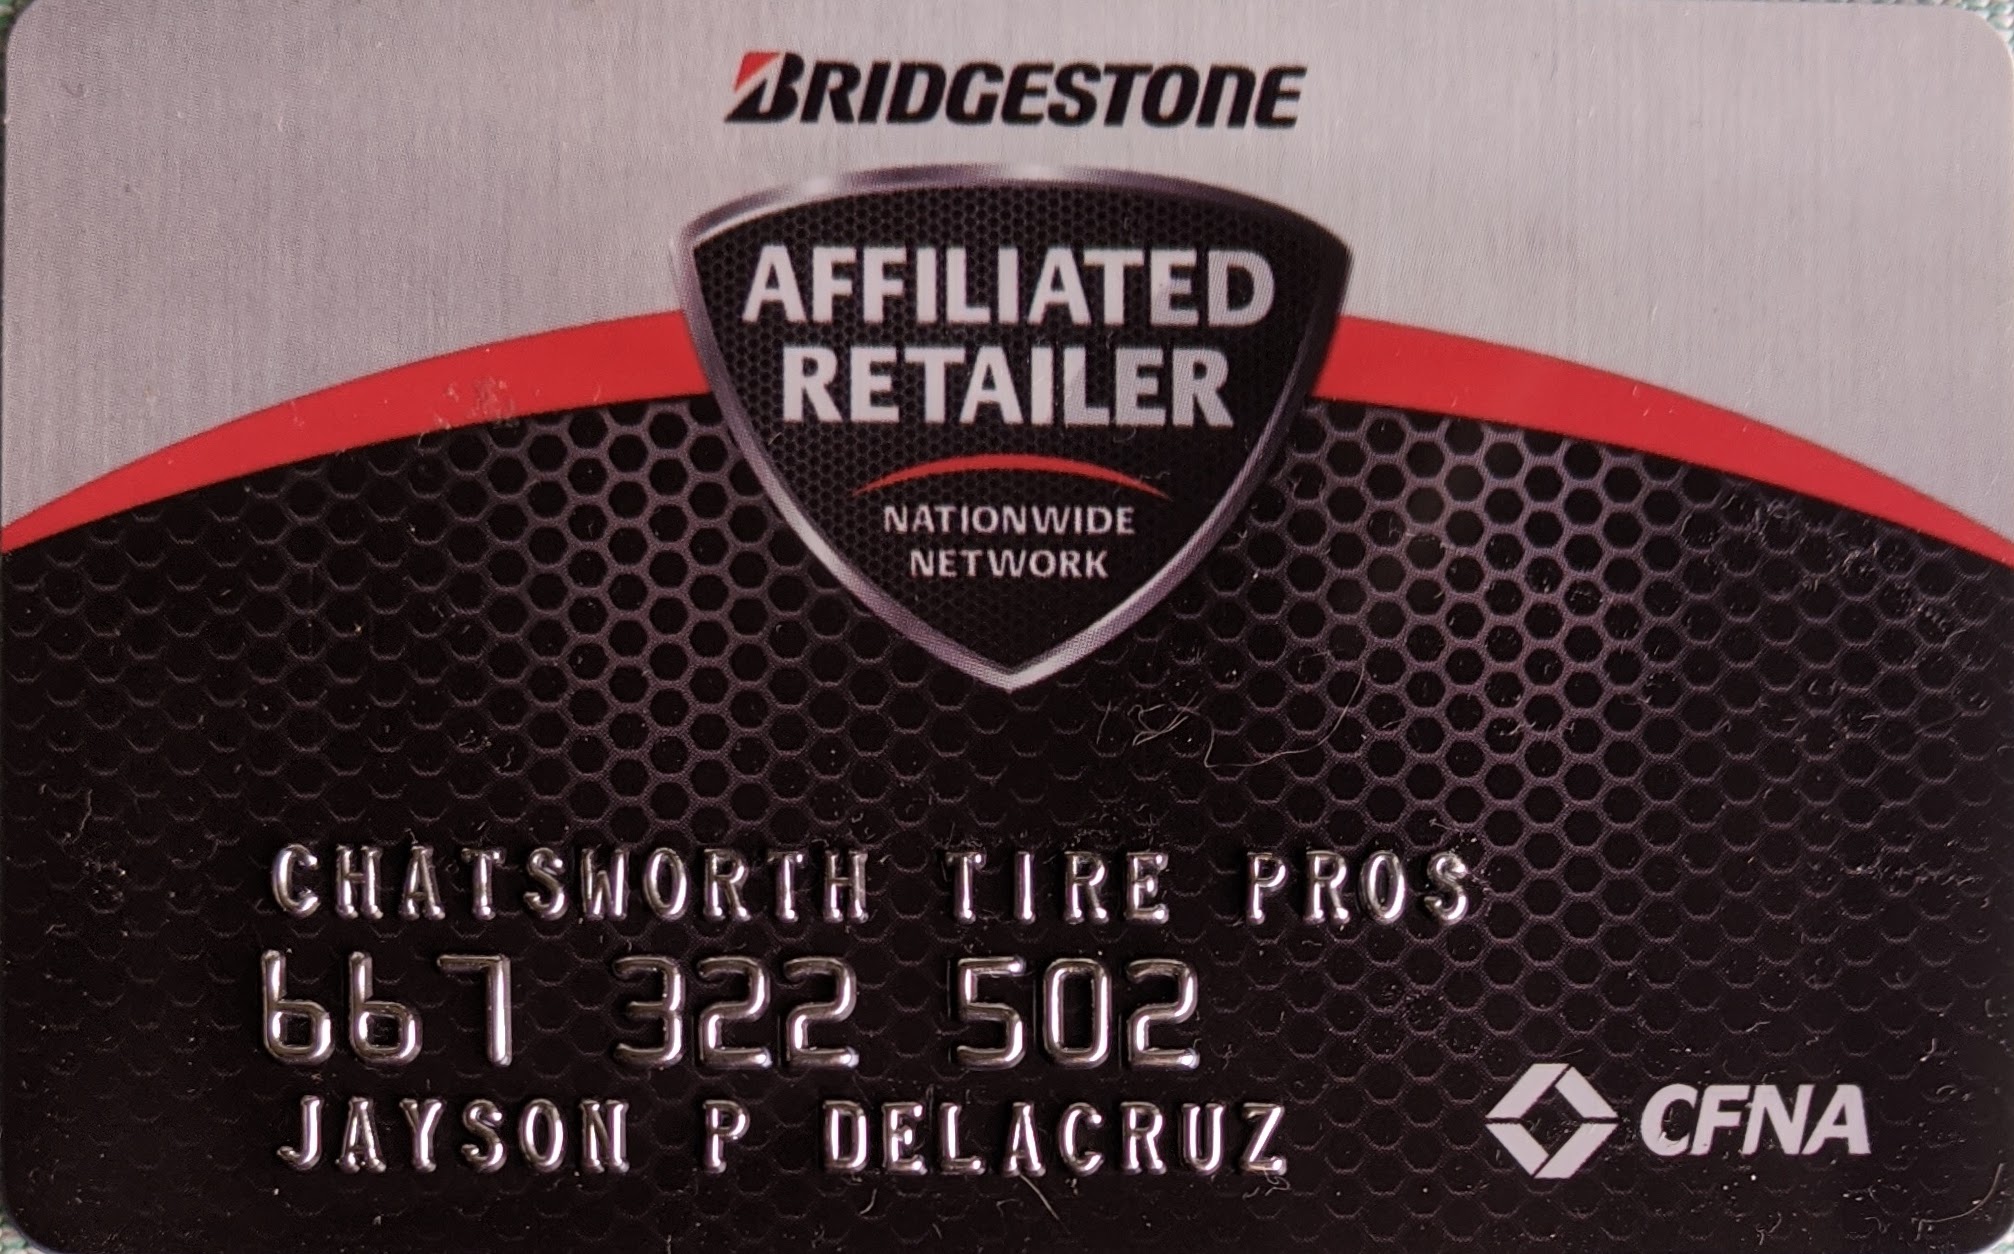 BRIDGESTONE
AFFILIATED
RETAILER
NATIONWIDE
NETWORK
CHATSWORTH TIRE PROS
667 322 502
JAYSON P DELACRUZ
CFNA